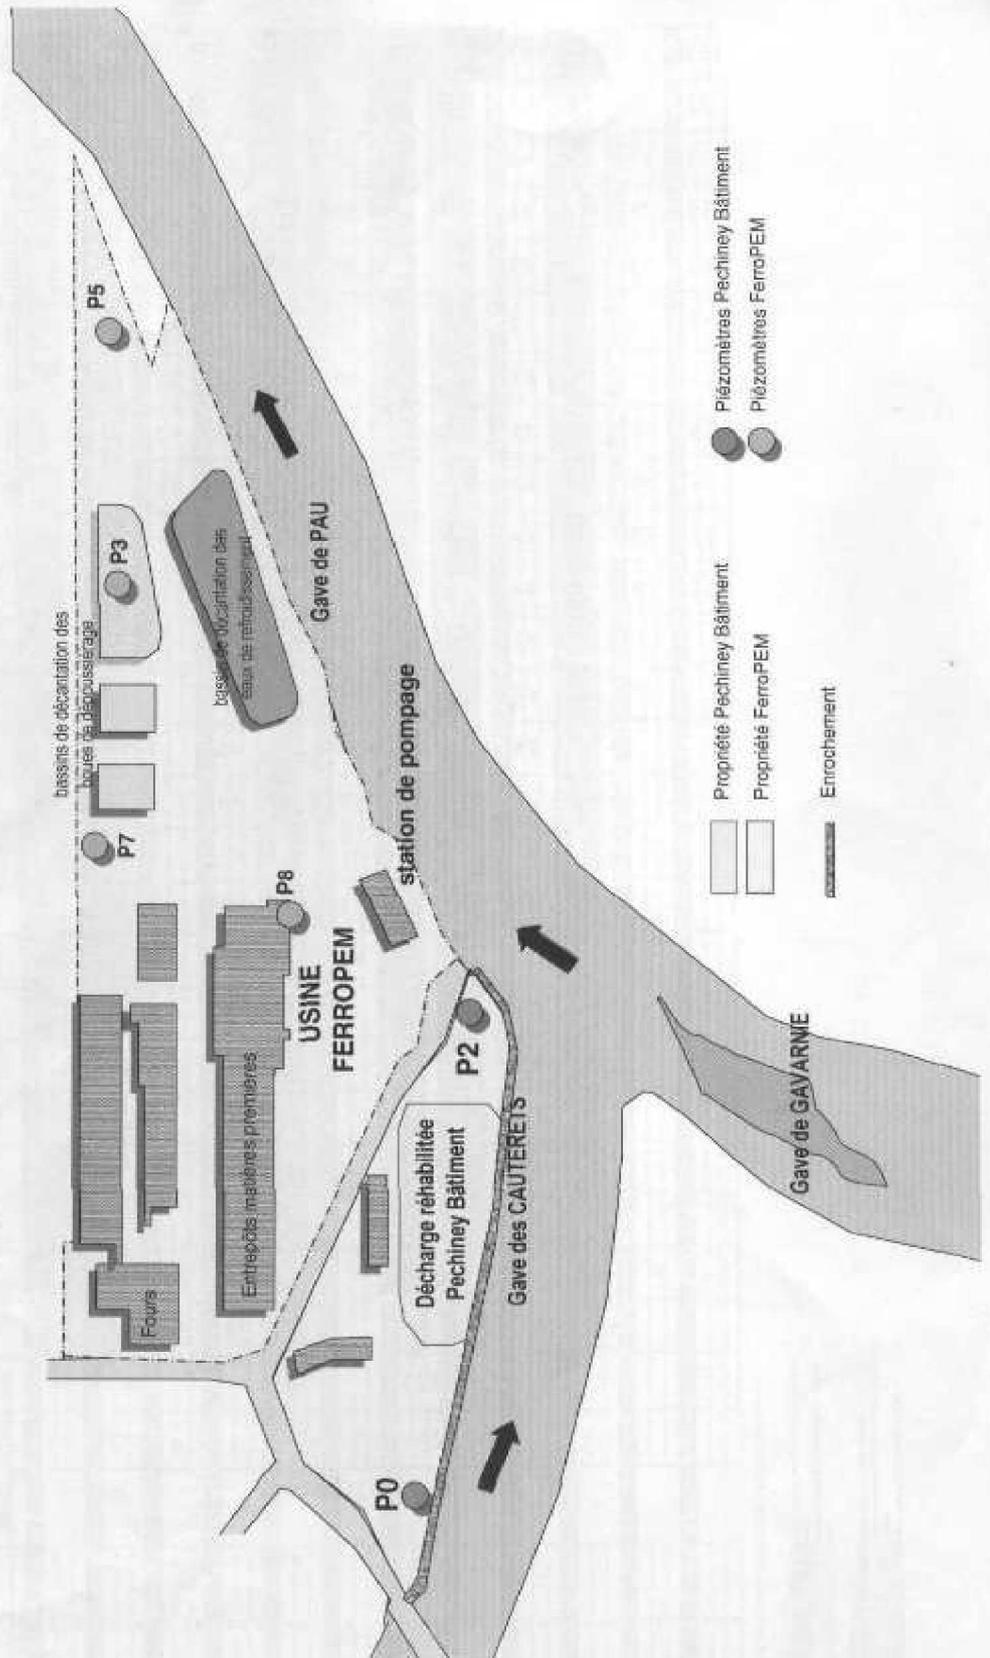 bassins de décantation des
boues de dépoussiérage
P7
P3
P5
bassin de décantation des
eaux de refroidissement
Gave de PAU
station de pompage
P8
USINE
FERROPEM
Fours
Entrepôts matières premières
P2
Décharge réhabilitée
Pechiney Bâtiment
P0
Gave des CAUTERETS
Gave de GAVARNIE
Propriété Pechiney Bâtiment
Propriété FerroPEM
Enrochement
Piézomètres Pechiney Bâtiment
Piézomètres FerroPEM